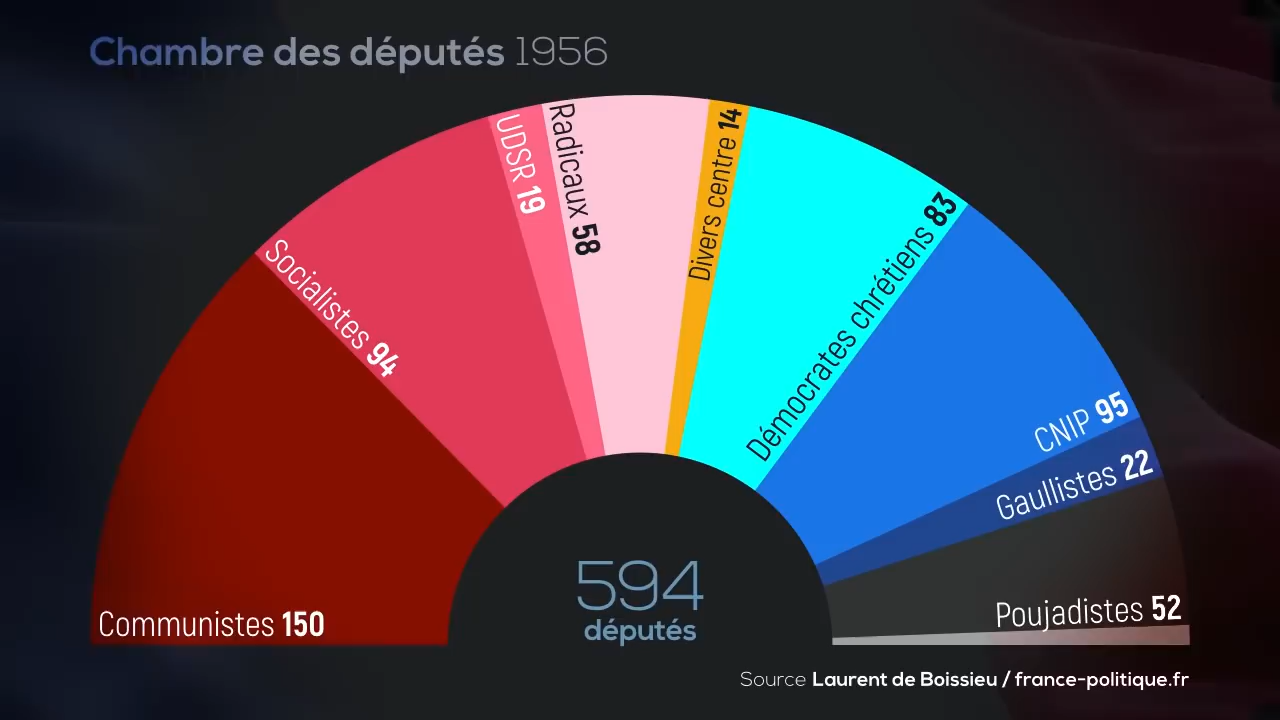 Chambre des députés 1956
Communistes 150
Socialistes 94
UDSR 19
Radicaux 58
Divers centre 14
Démocrates chrétiens 83
CNIP 95
Gaullistes 22
Poujadistes 52
594
députés
Source Laurent de Boissieu / france-politique.fr